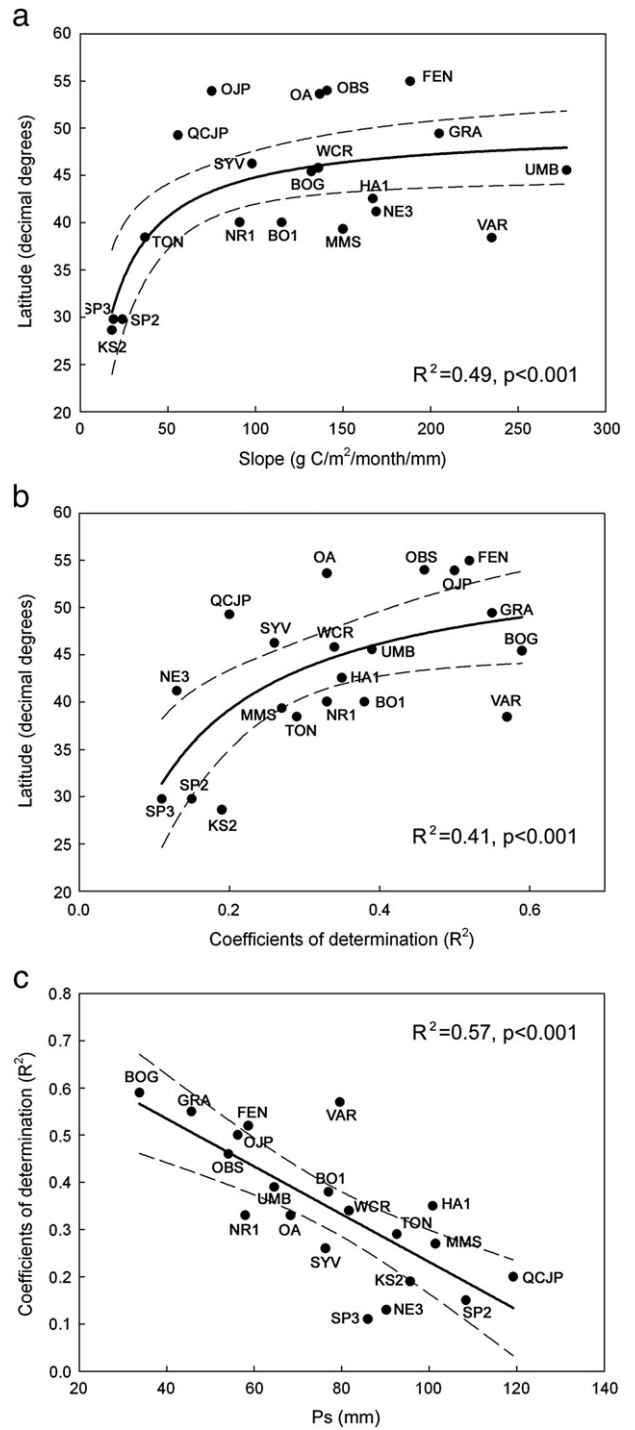 a
60
55
50
45
40
35
30
25
20
0
50
100
150
200
250
300
Latitude (decimal degrees)
Slope (g C/m²/month/mm)
OJP
OA
OBS
FEN
QCJP
GRA
SYV
WCR
BOG
UMB
HA1
NE3
TON
NR1
BO1
MMS
VAR
SP3
SP2
KS2
R²=0.49, p<0.001
b
60
55
50
45
40
35
30
25
20
0.0
0.2
0.4
0.6
Latitude (decimal degrees)
Coefficients of determination (R²)
OA
OBS
FEN
OJP
QCJP
GRA
SYV
WCR
UMB
BOG
NE3
HA1
MMS
TON
NR1
BO1
VAR
SP2
SP3
KS2
R²=0.41, p<0.001
c
0.8
0.7
0.6
0.5
0.4
0.3
0.2
0.1
0.0
20
40
60
80
100
120
140
Coefficients of determination (R²)
Ps (mm)
R²=0.57, p<0.001
BOG
GRA
FEN
VAR
OJP
OBS
BO1
UMB
WCR
HA1
NR1
OA
TON
MMS
SYV
KS2
QCJP
SP3
NE3
SP2